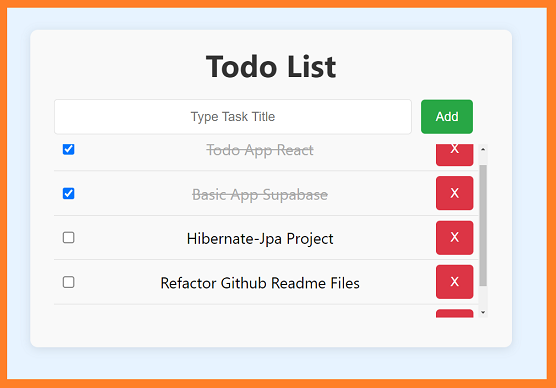 Todo List
Type Task Title
Add
Todo App React
X
Basic App Supabase
X
Hibernate-Jpa Project
X
Refactor Github Readme Files
X